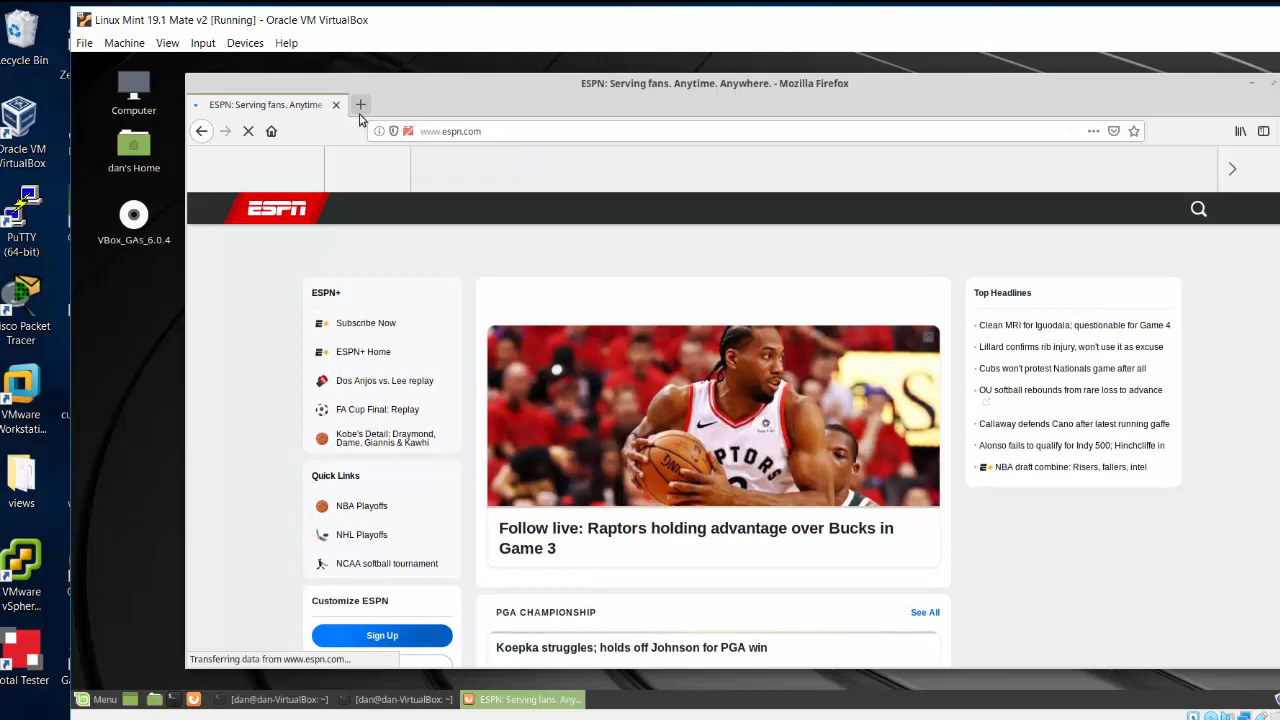 Linux Mint 19.1 Mate v2 [Running] - Oracle VM VirtualBox
File Machine View Input Devices Help
ecycle Bin
Oracle VM
VirtualBox
PuTTY
(64-bit)
isco Packet
Tracer
VMware
Workstati...
views
VMware
vSpher...
otal Tester
Computer
dan's Home
VBox_GAs_6.0.4
ESPN: Serving fans. Anytime. Anywhere. - Mozilla Firefox
ESPN: Serving fans. Anytime.
www.espn.com
ESPN
ESPN+
Subscribe Now
ESPN+ Home
Dos Anjos vs. Lee replay
FA Cup Final: Replay
Kobe's Detail: Draymond,
Dame, Giannis & Kawhi
Quick Links
NBA Playoffs
NHL Playoffs
NCAA softball tournament
Customize ESPN
Sign Up
Follow live: Raptors holding advantage over Bucks in
Game 3
PGA CHAMPIONSHIP
See All
Koepka struggles; holds off Johnson for PGA win
Top Headlines
Clean MRI for Iguodala; questionable for Game 4
Lillard confirms rib injury, won't use it as excuse
Cubs won't protest Nationals game after all
OU softball rebounds from rare loss to advance
Callaway defends Cano after latest running gaffe
Alonso fails to qualify for Indy 500; Hinchcliffe in
NBA draft combine: Risers, fallers, intel
Transferring data from www.espn.com...
Menu
[dan@dan-VirtualBox: ~]
[dan@dan-VirtualBox: ~]
ESPN: Serving fans. Any...